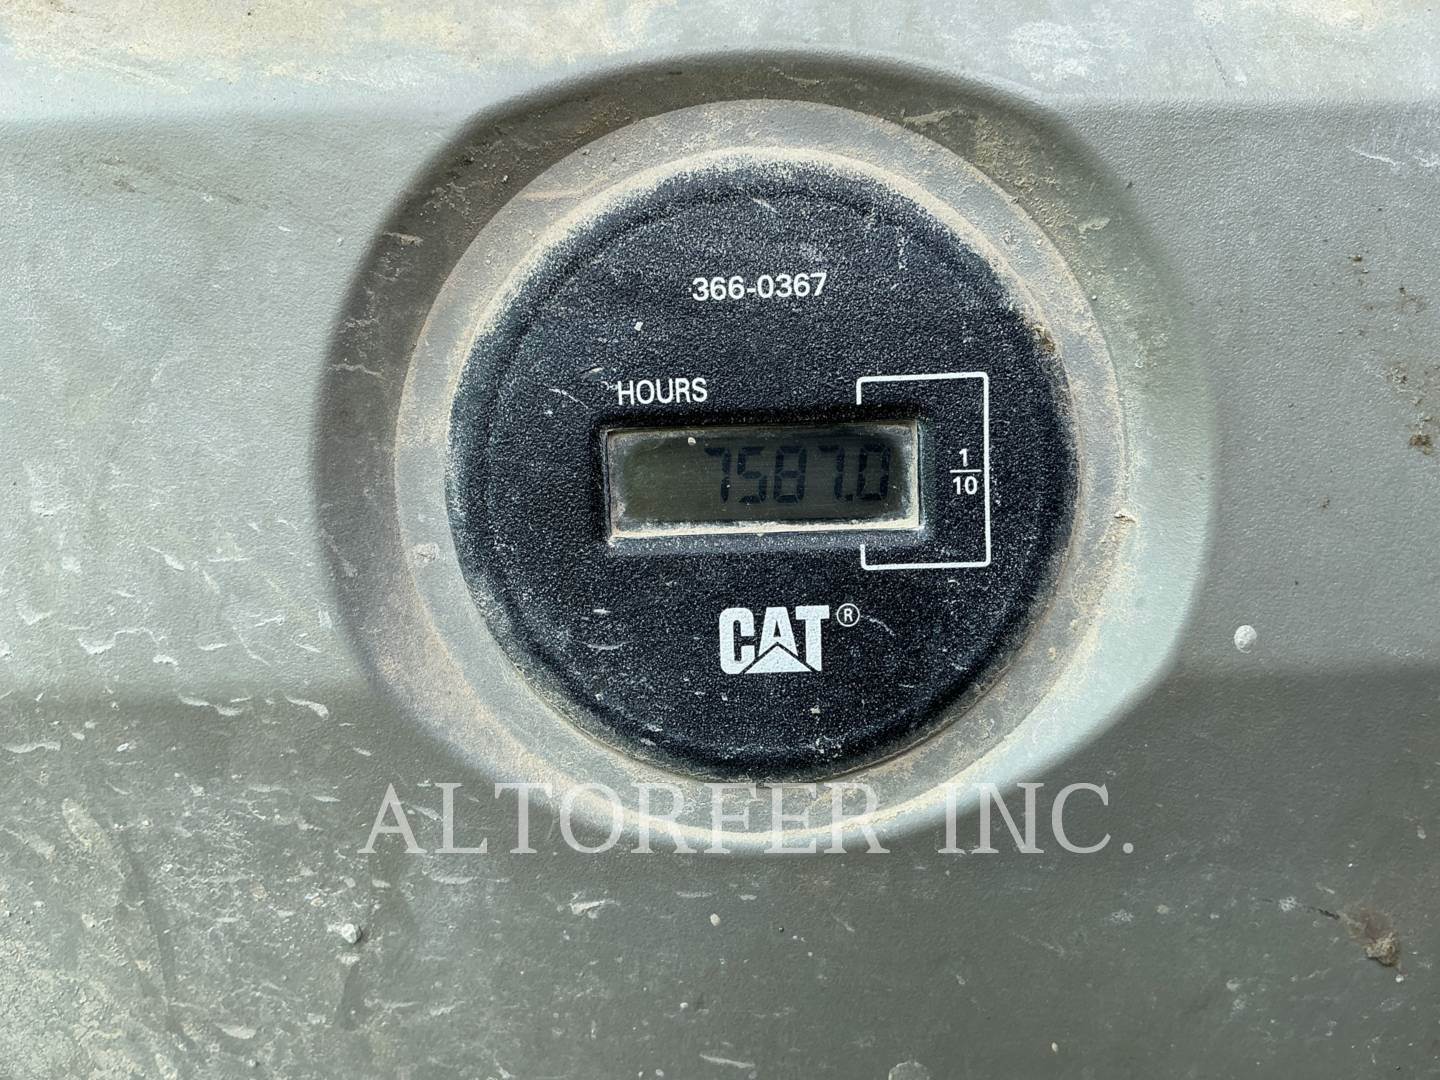 366-0367
HOURS
7587.0
1
10
CAT®
ALTORFER INC.